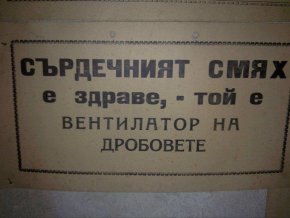 СЪРДЕЧНИЯТ СМЯХ
е здраве, - той е
ВЕНТИЛАТОР НА
ДРОБОВЕТЕ